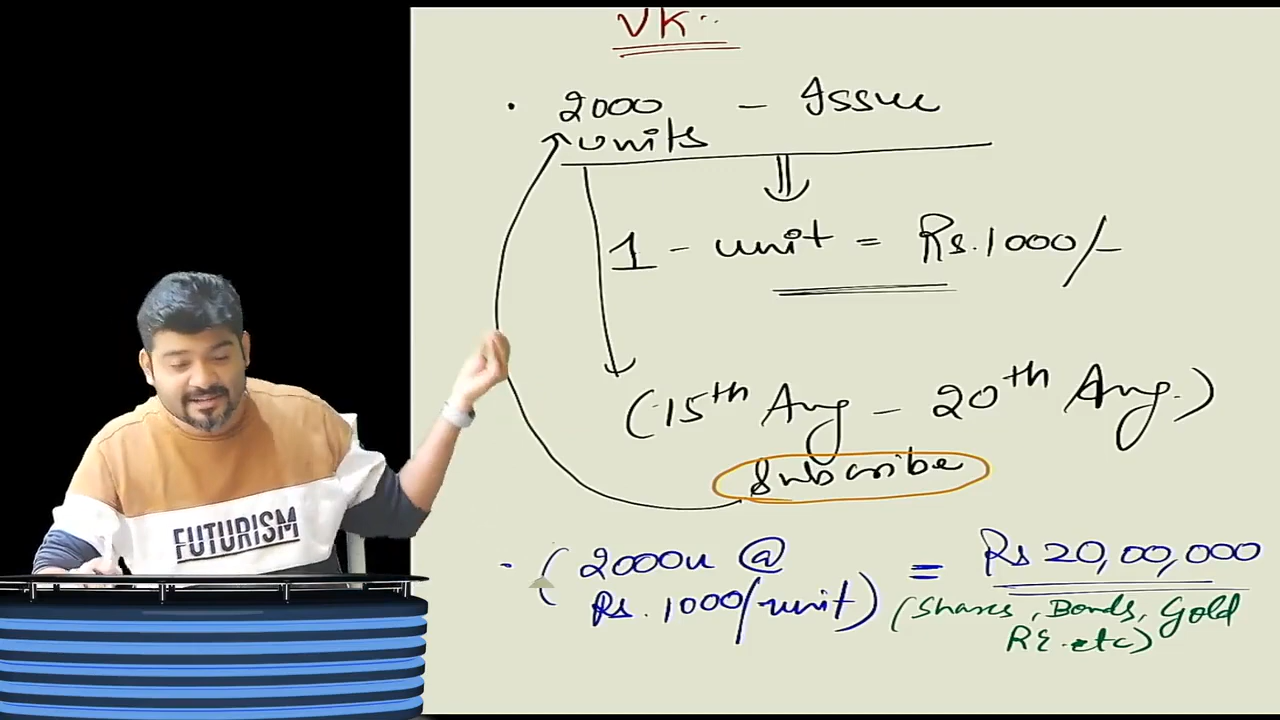 VK
• 2000 - Issue
units
1 - unit = Rs.1000/-
(15th Aug - 20th Aug.)
Subscribe
• (2000u @ = Rs 20,00,000
Rs. 1000/unit) (Shares, Bonds, Gold
RE. etc)
FUTURISM